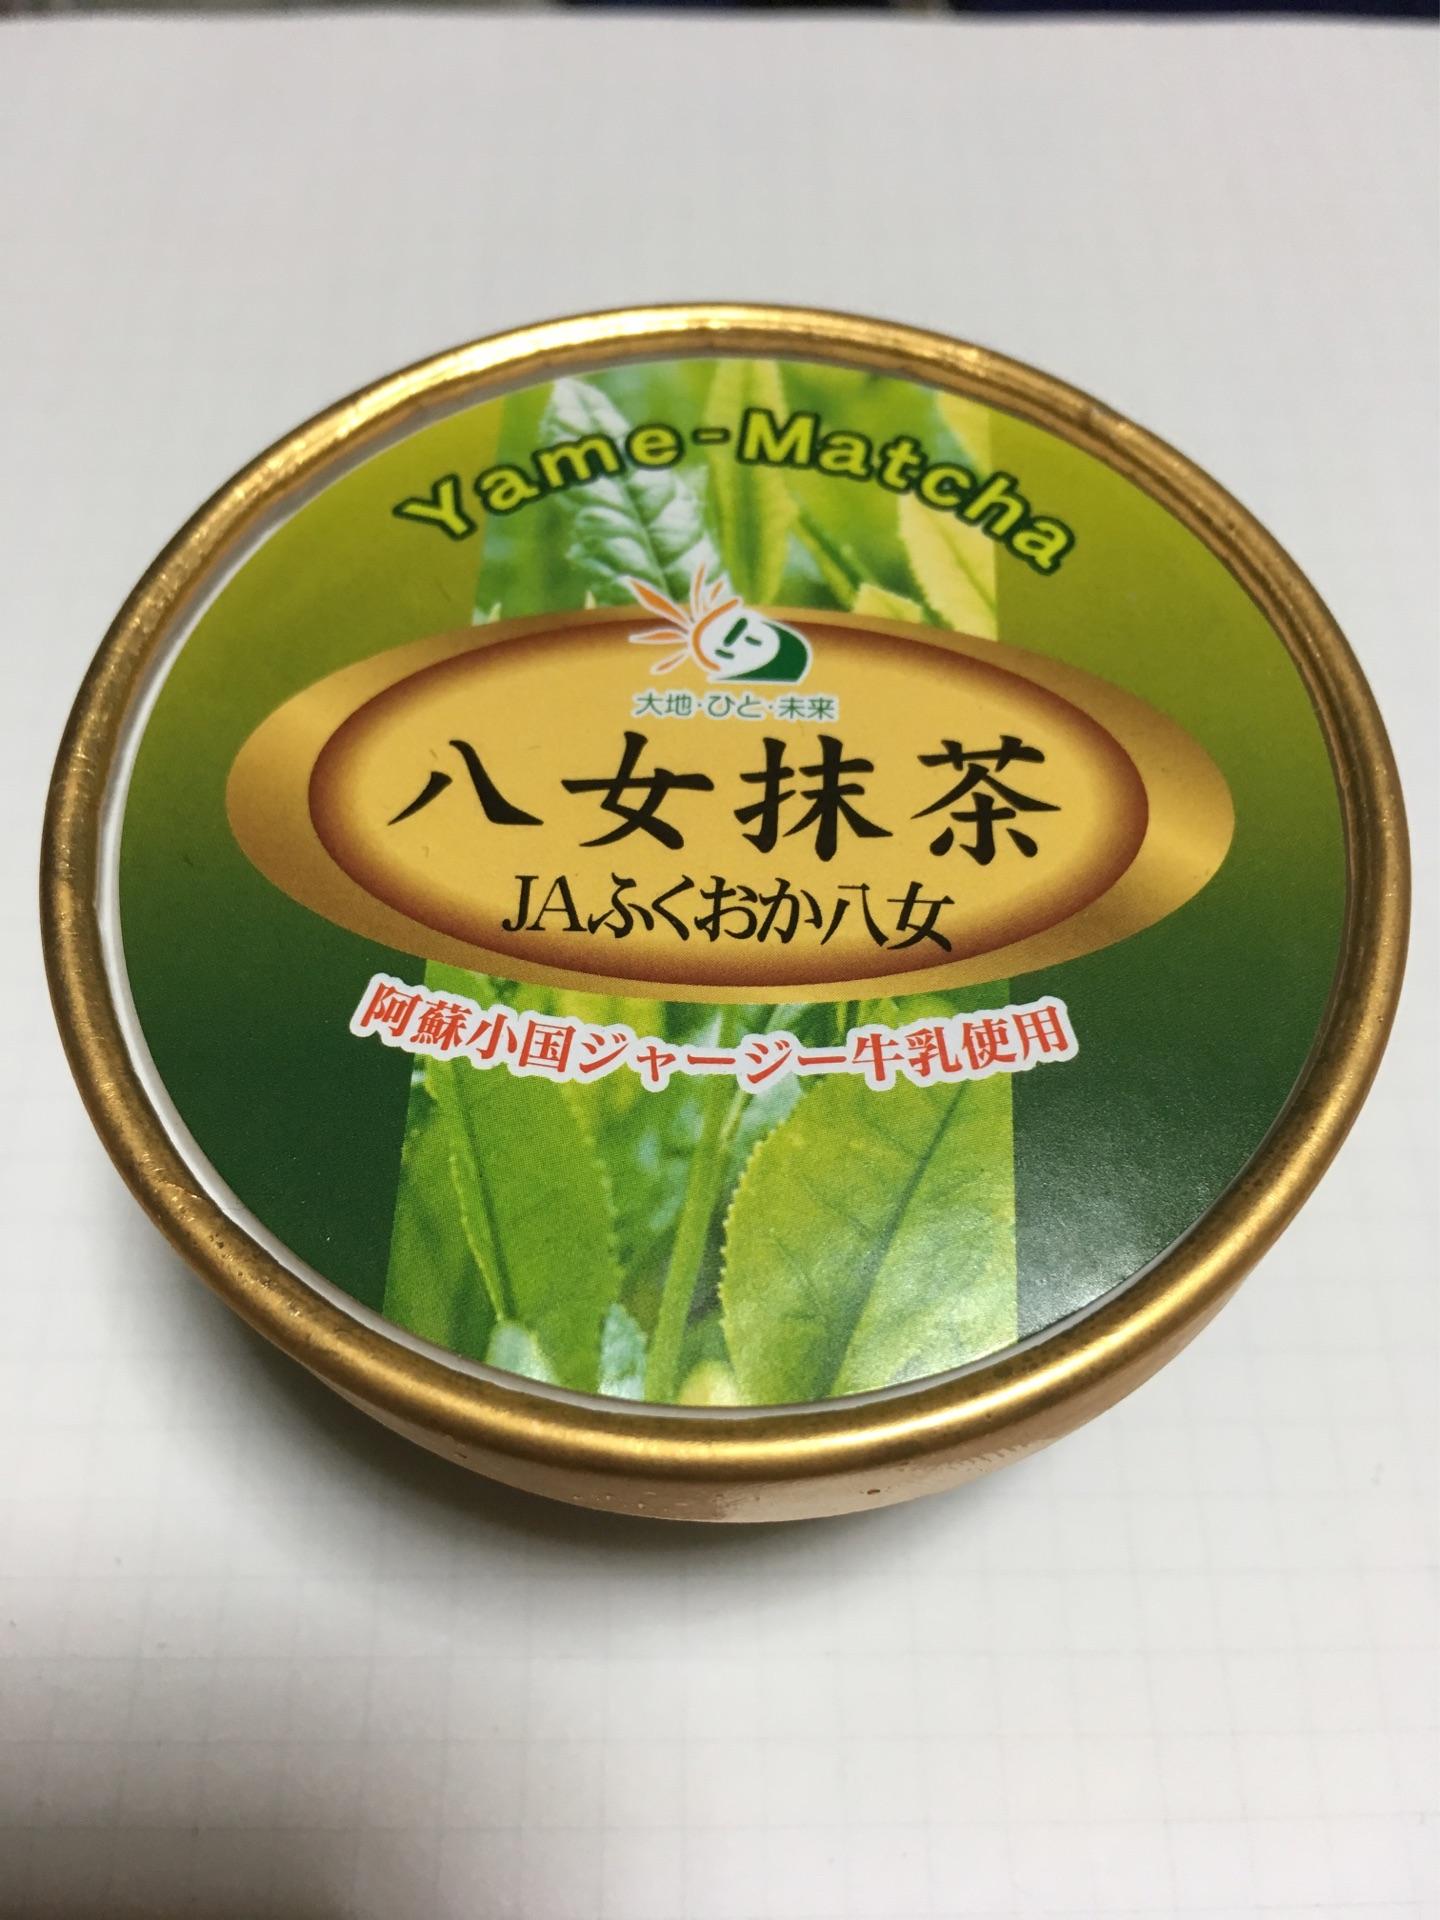 Yame-Matcha
大地・ひと・未来
八女抹茶
JAふくおか八女
阿蘇小国ジャージー牛乳使用